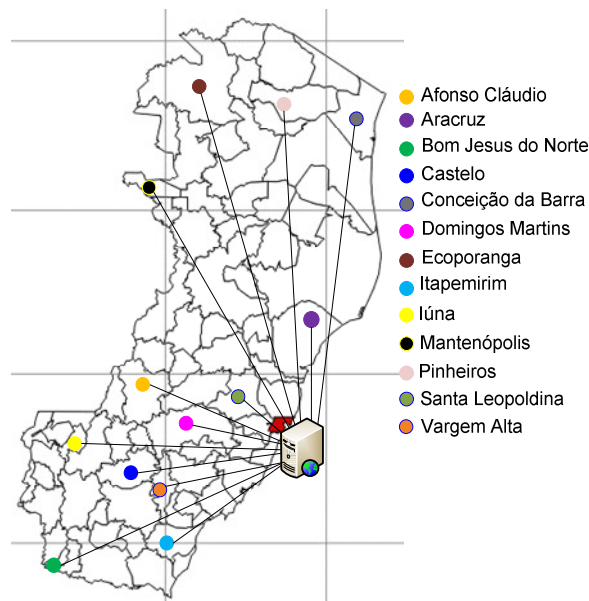 Afonso Cláudio
Aracruz
Bom Jesus do Norte
Castelo
Conceição da Barra
Domingos Martins
Ecoporanga
Itapemirim
Iúna
Mantenópolis
Pinheiros
Santa Leopoldina
Vargem Alta